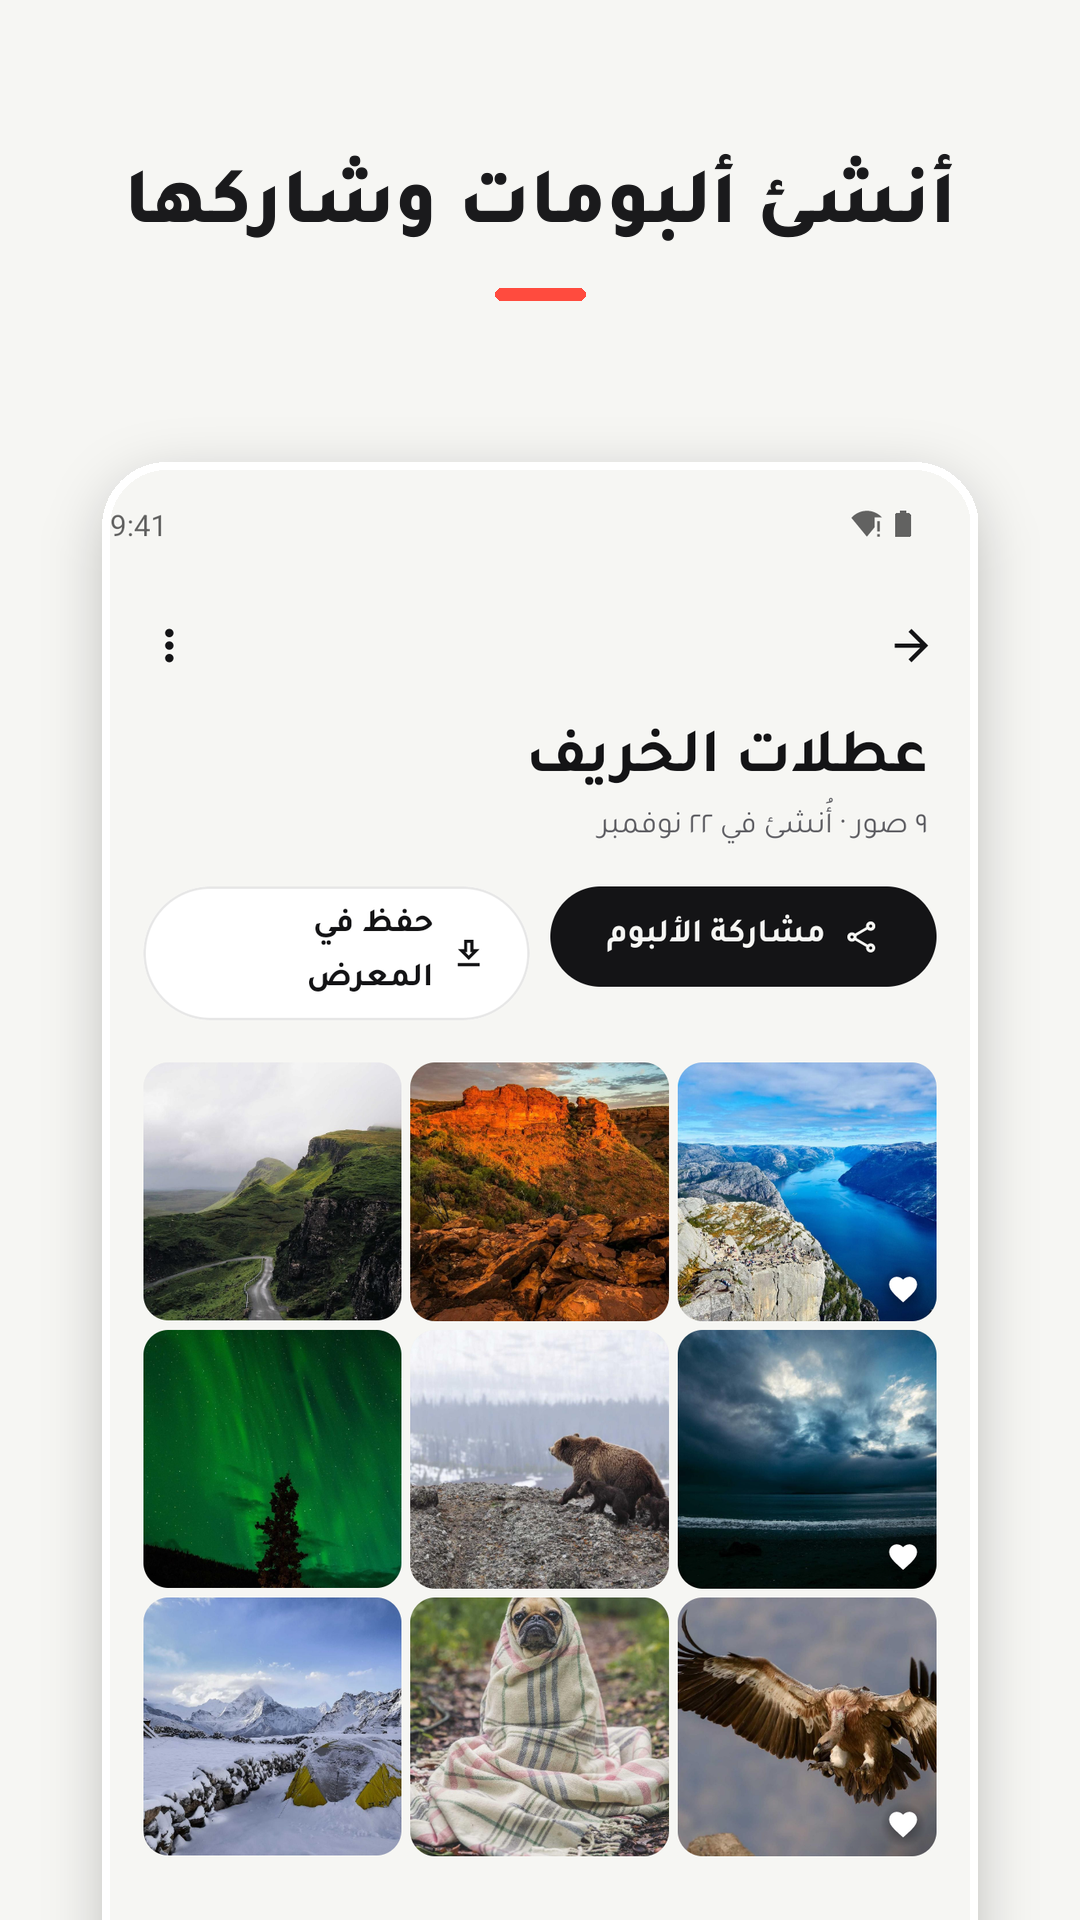 أنشئ ألبومات وشاركها
9:41
عطلات الخريف
٩ صور · أُنشئ في ٢٢ نوفمبر
مشاركة الألبوم
حفظ في
المعرض